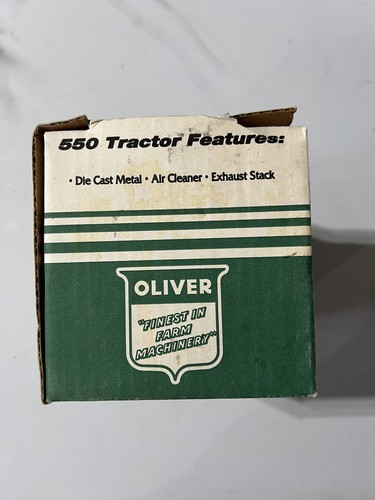 550 Tractor Features:
• Die Cast Metal • Air Cleaner • Exhaust Stack
OLIVER
"FINEST IN
FARM
MACHINERY"